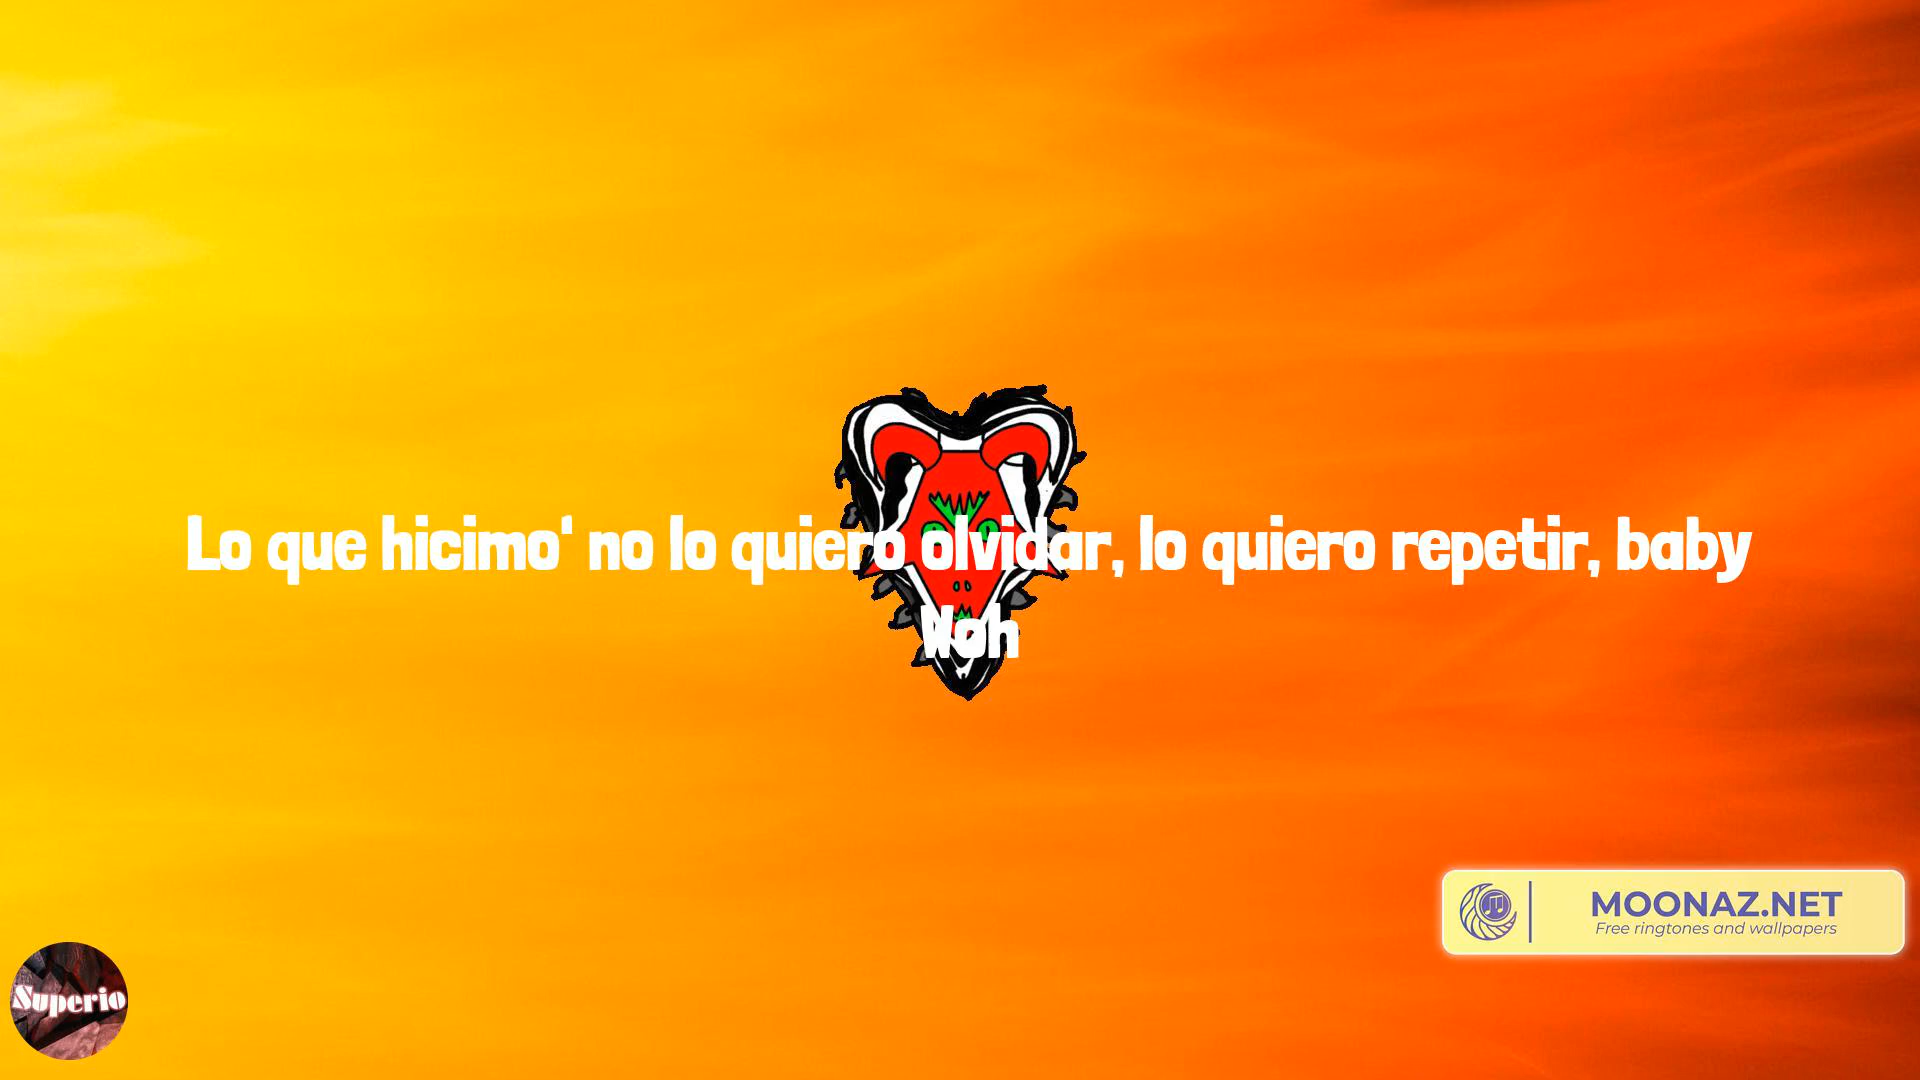 Lo que hicimo' no lo quiero olvidar, lo quiero repetir, baby
Woh
MOONAZ.NET
Free ringtones and wallpapers
Superio